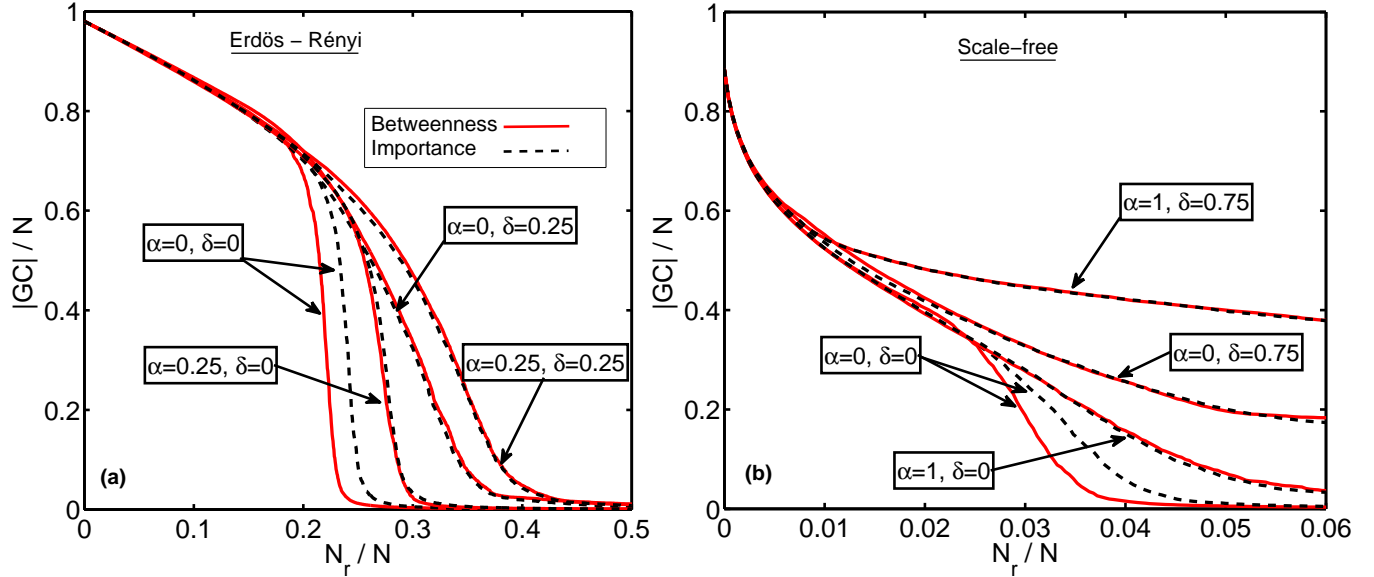 Erdös − Rényi
Betweenness
Importance
α=0, δ=0
α=0, δ=0.25
α=0.25, δ=0
α=0.25, δ=0.25
(a)
|GC| / N
1
0.8
0.6
0.4
0.2
0
0 0.1 0.2 0.3 0.4 0.5
N_r / N
Scale−free
α=1, δ=0.75
α=0, δ=0
α=0, δ=0.75
α=1, δ=0
(b)
|GC| / N
1
0.8
0.6
0.4
0.2
0
0 0.01 0.02 0.03 0.04 0.05 0.06
N_r / N